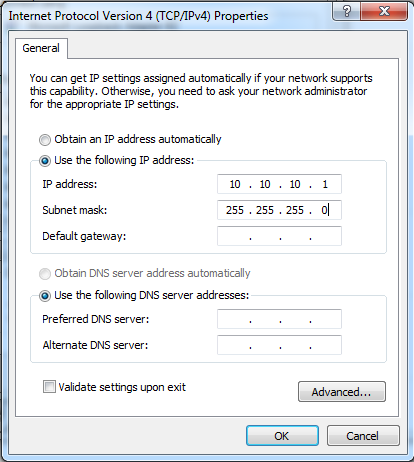 Internet Protocol Version 4 (TCP/IPv4) Properties
General
You can get IP settings assigned automatically if your network supports
this capability. Otherwise, you need to ask your network administrator
for the appropriate IP settings.
Obtain an IP address automatically
Use the following IP address:
IP address: 10 . 10 . 10 . 1
Subnet mask: 255 . 255 . 255 . 0
Default gateway: . . .
Obtain DNS server address automatically
Use the following DNS server addresses:
Preferred DNS server: . . .
Alternate DNS server: . . .
Validate settings upon exit
Advanced...
OK Cancel